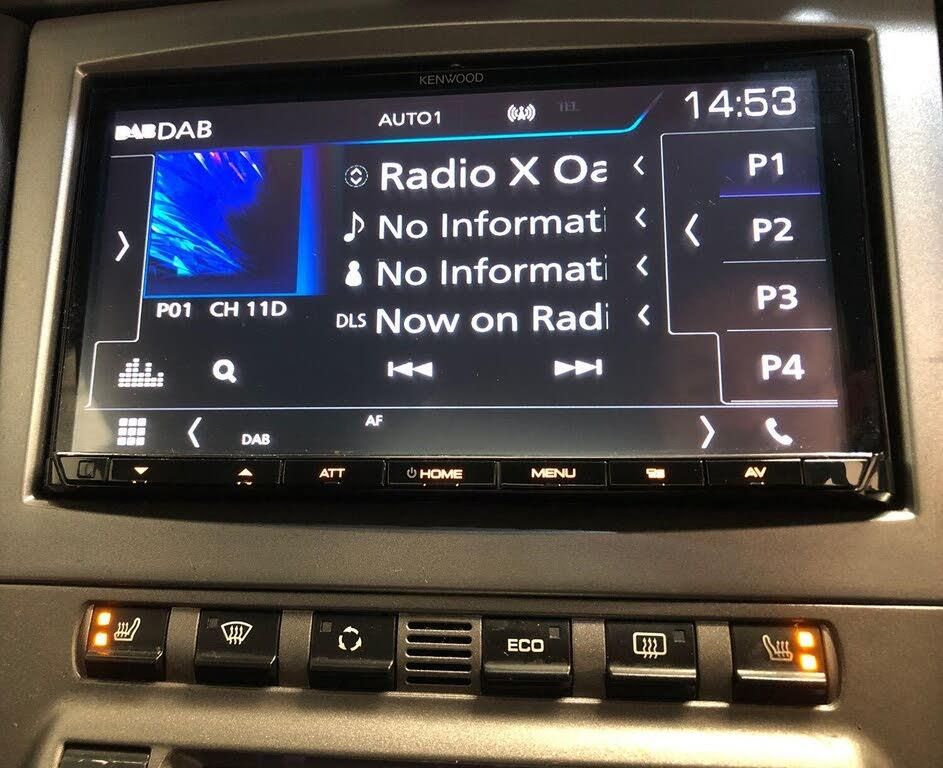 KENWOOD
DAB DAB
AUTO1
TEL
14:53
Radio X Oa
No Informati
No Informati
DLS Now on Radi
P01 CH 11D
P1
P2
P3
P4
AF
DAB
ATT
HOME
MENU
AV
ECO